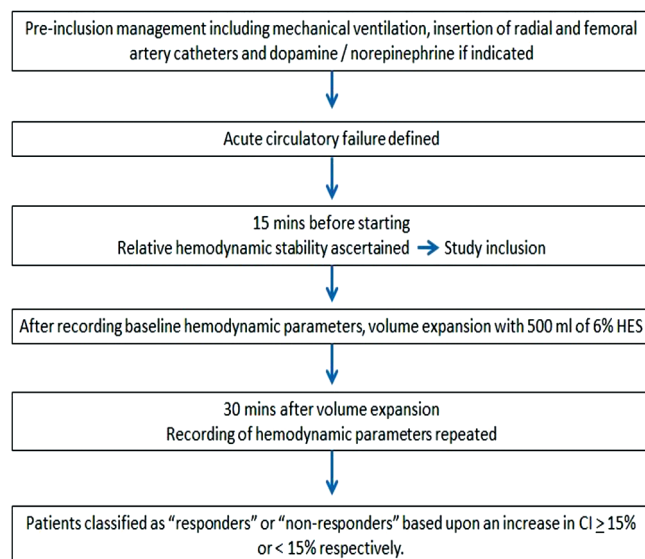 Pre-inclusion management including mechanical ventilation, insertion of radial and femoral
artery catheters and dopamine / norepinephrine if indicated
Acute circulatory failure defined
15 mins before starting
Relative hemodynamic stability ascertained → Study inclusion
After recording baseline hemodynamic parameters, volume expansion with 500 ml of 6% HES
30 mins after volume expansion
Recording of hemodynamic parameters repeated
Patients classified as “responders” or “non-responders” based upon an increase in CI ≥ 15%
or < 15% respectively.